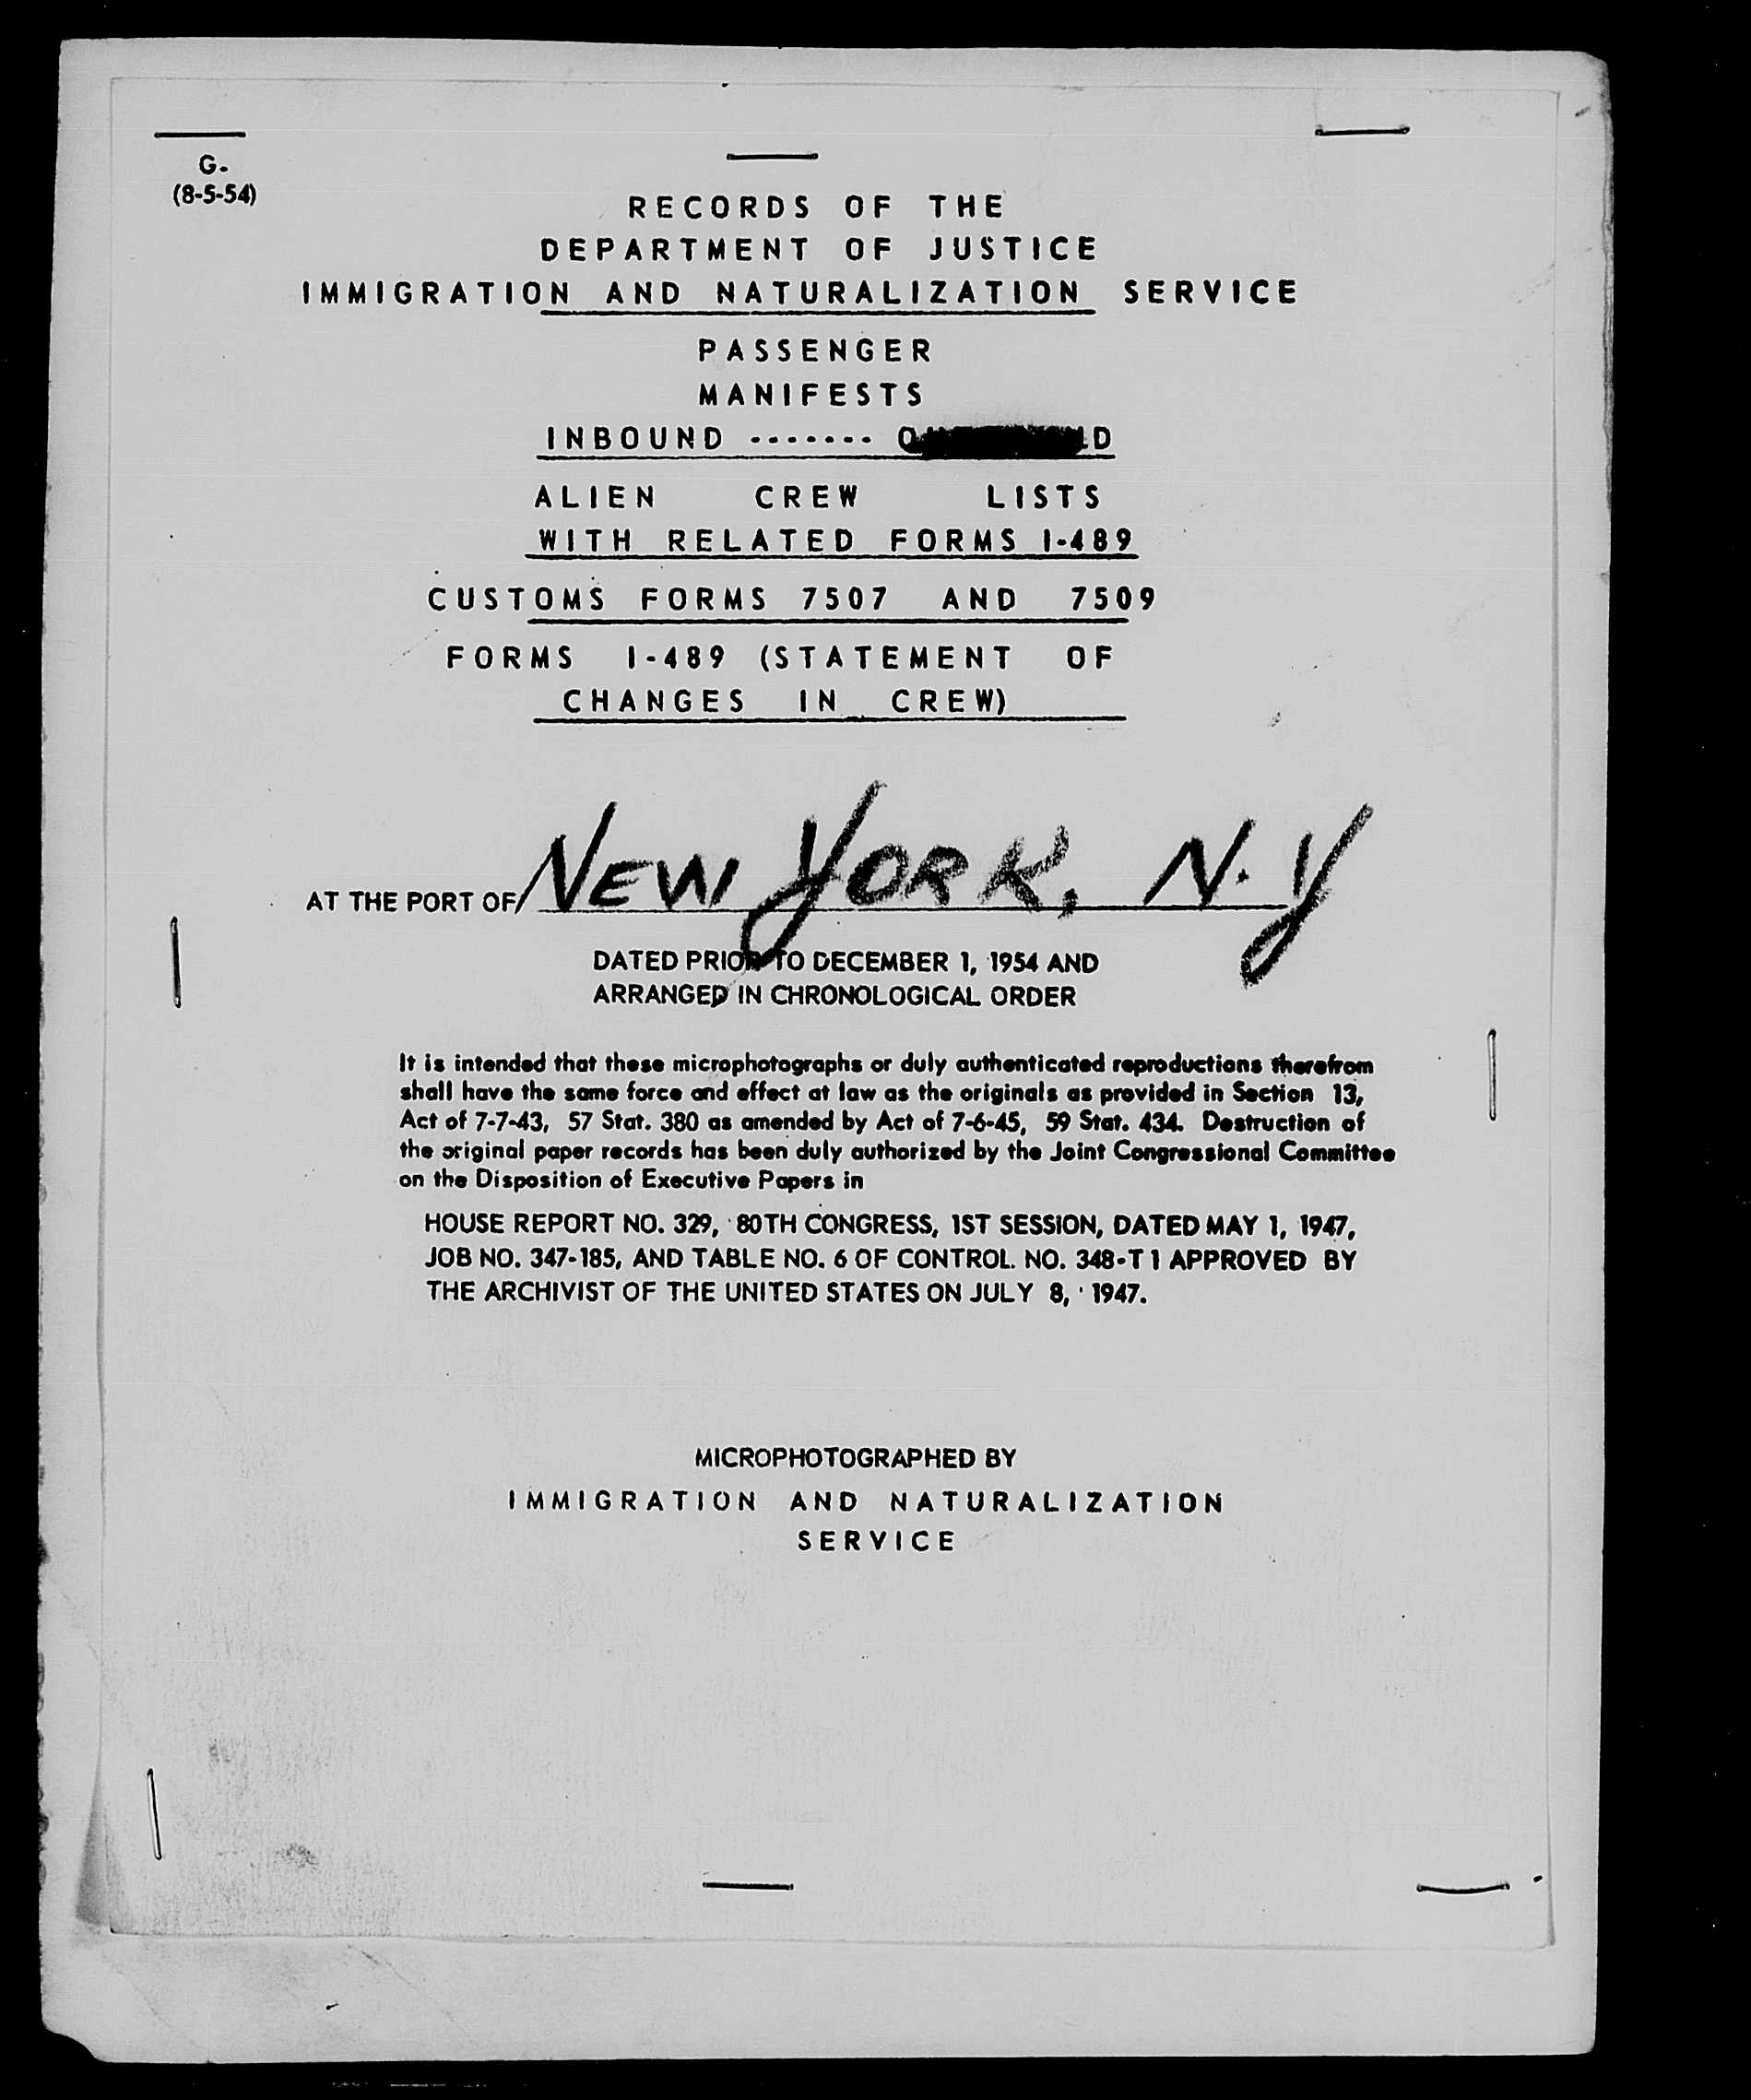 G.
(8-5-54)
RECORDS OF THE
DEPARTMENT OF JUSTICE
IMMIGRATION AND NATURALIZATION SERVICE
PASSENGER
MANIFESTS
INBOUND -------
ALIEN CREW LISTS
WITH RELATED FORMS I-489
CUSTOMS FORMS 7507 AND 7509
FORMS I-489 (STATEMENT OF
CHANGES IN CREW)
AT THE PORT OF NEW YORK, N.Y
DATED PRIOR TO DECEMBER 1, 1954 AND
ARRANGED IN CHRONOLOGICAL ORDER
It is intended that these microphotographs or duly authenticated reproductions therefrom
shall have the same force and effect at law as the originals as provided in Section 13,
Act of 7-7-43, 57 Stat. 380 as amended by Act of 7-6-45, 59 Stat. 434. Destruction of
the original paper records has been duly authorized by the Joint Congressional Committee
on the Disposition of Executive Papers in
HOUSE REPORT NO. 329, 80TH CONGRESS, 1ST SESSION, DATED MAY 1, 1947,
JOB NO. 347-185, AND TABLE NO. 6 OF CONTROL NO. 348-T1 APPROVED BY
THE ARCHIVIST OF THE UNITED STATES ON JULY 8, 1947.
MICROPHOTOGRAPHED BY
IMMIGRATION AND NATURALIZATION
SERVICE